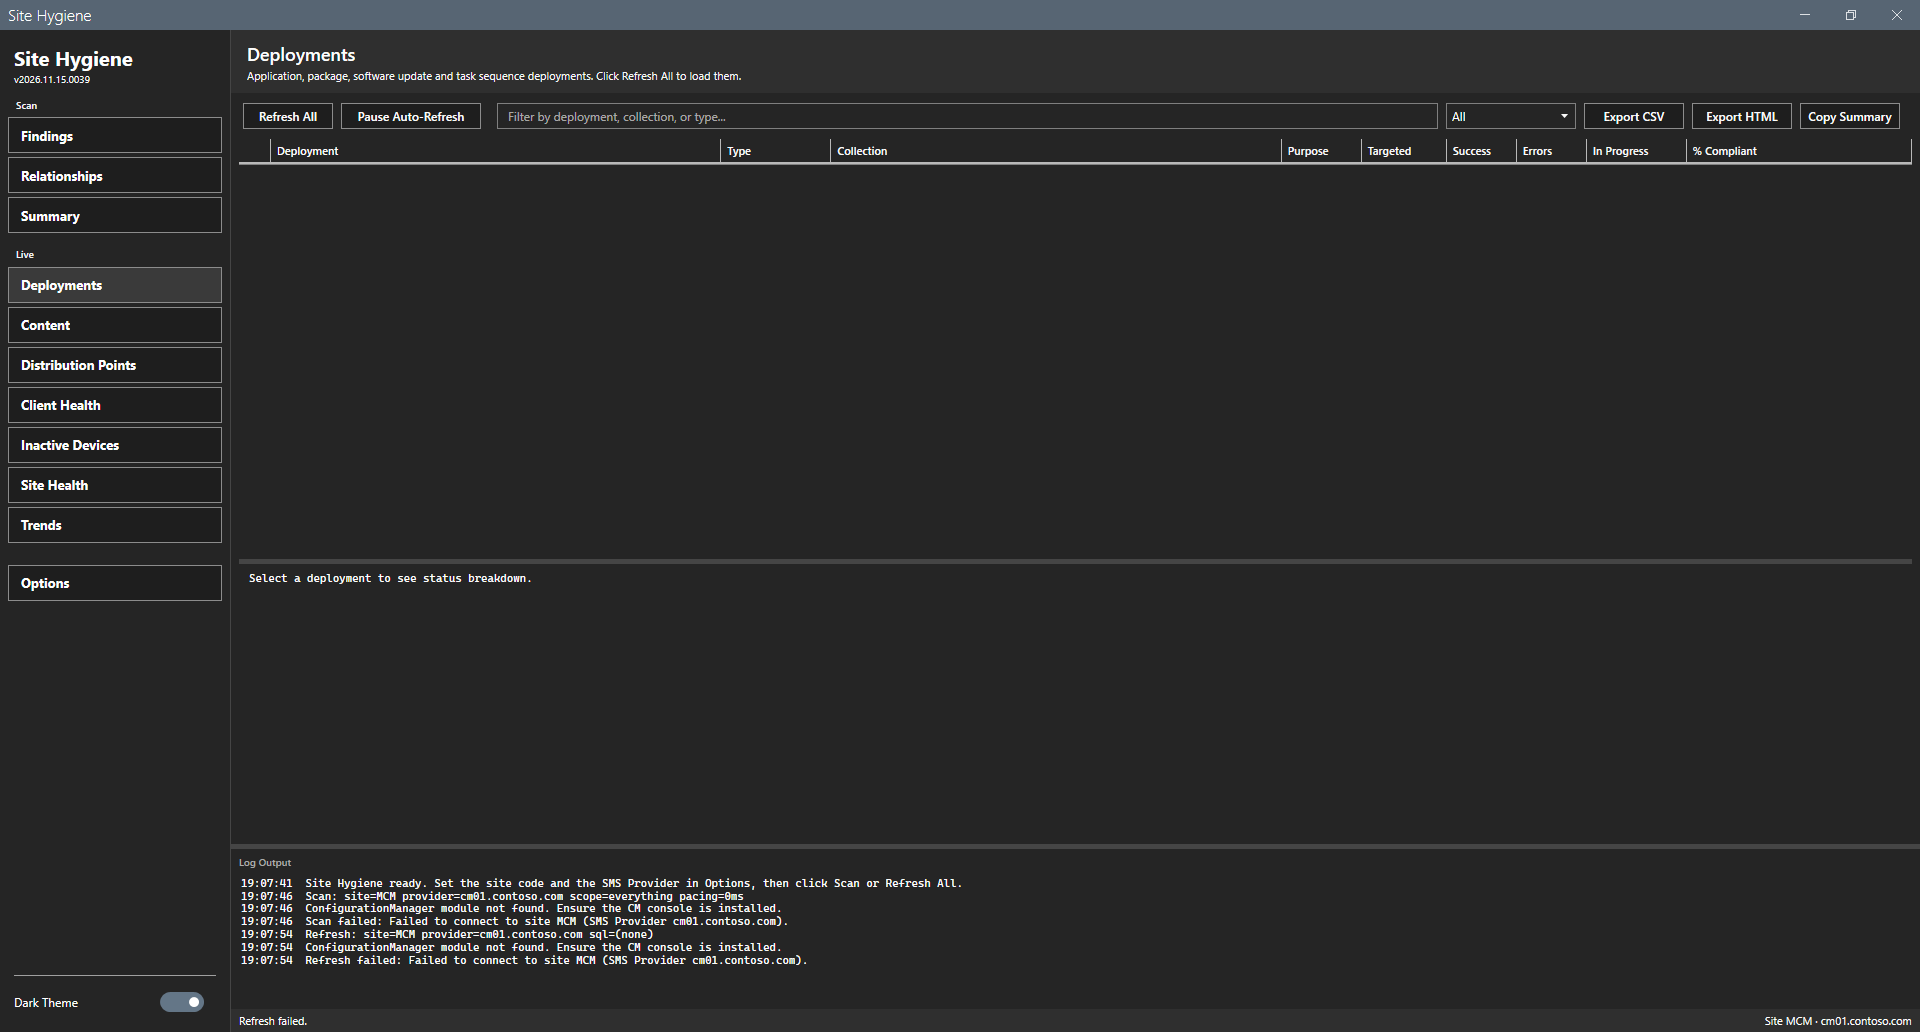 Site Hygiene
Site Hygiene
v2026.11.15.0039
Scan
Findings
Relationships
Summary
Live
Deployments
Content
Distribution Points
Client Health
Inactive Devices
Site Health
Trends
Options
Dark Theme
Deployments
Application, package, software update and task sequence deployments. Click Refresh All to load them.
Refresh All Pause Auto-Refresh Filter by deployment, collection, or type... All Export CSV Export HTML Copy Summary
Deployment Type Collection Purpose Targeted Success Errors In Progress % Compliant
Select a deployment to see status breakdown.
Log Output
19:07:41 Site Hygiene ready. Set the site code and the SMS Provider in Options, then click Scan or Refresh All.
19:07:46 Scan: site=MCM provider=cm01.contoso.com scope=everything pacing=0ms
19:07:46 ConfigurationManager module not found. Ensure the CM console is installed.
19:07:46 Scan failed: Failed to connect to site MCM (SMS Provider cm01.contoso.com).
19:07:54 Refresh: site=MCM provider=cm01.contoso.com sql=(none)
19:07:54 ConfigurationManager module not found. Ensure the CM console is installed.
19:07:54 Refresh failed: Failed to connect to site MCM (SMS Provider cm01.contoso.com).
Refresh failed. Site MCM · cm01.contoso.com